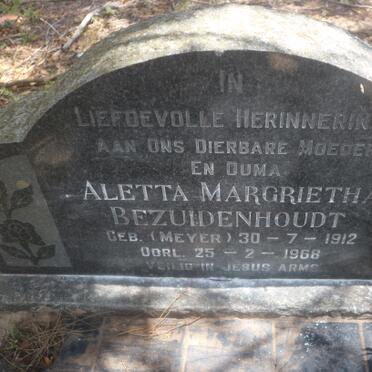 IN
LIEFDEVOLLE HERINNERIN
AAN ONS DIERBARE MOEDE
EN OUMA
ALETTA MARGRIETHA
BEZUIDENHOUDT
GEB. (MEYER) 30 - 7 - 1912
OORL. 25 - 2 - 1968
VEILIG IN JESUS ARMS